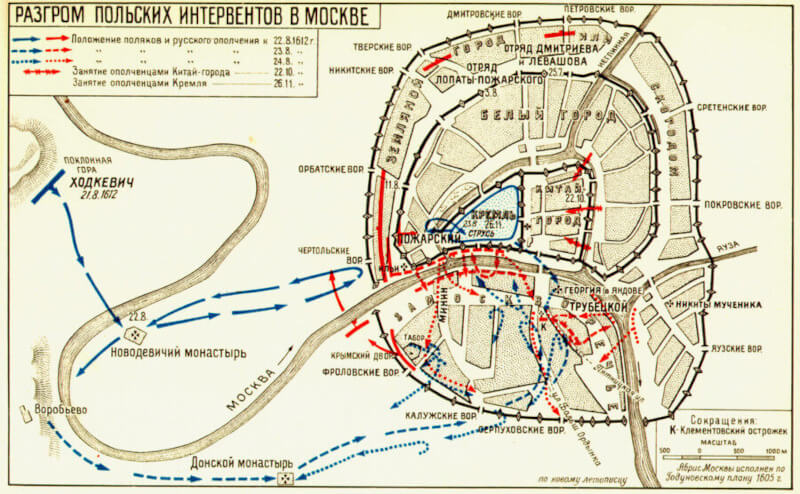 РАЗГРОМ ПОЛЬСКИХ ИНТЕРВЕНТОВ В МОСКВЕ
Положение поляков и русского ополчения к 22.8.1612 г.
" " " 23.8. "
" " " 24.8. "
Занятие ополченцами Китай-города 22.10. "
Занятие ополченцами Кремля 26.11. "
ДМИТРОВСКИЕ ВОР.
ПЕТРОВСКИЕ ВОР.
ТВЕРСКИЕ ВОР.
НИКИТСКИЕ ВОР.
СРЕТЕНСКИЕ ВОР.
ОРБАТСКИЕ ВОР.
ПОКРОВСКИЕ ВОР.
ЧЕРТОЛЬСКИЕ
ВОР.
ЗЕМЛЯНОЙ
ГОРОД
ИЛИ
СКОРОДОМ
ОТРЯД ДМИТРИЕВА
И ЛЕВАШОВА
25.7.
НЕГЛИННАЯ
ОТРЯД
ЛОПАТЫ-ПОЖАРСКОГО
3.8.
БЕЛЫЙ ГОРОД
ПОКЛОННАЯ
ГОРА
ХОДКЕВИЧ
21.8.1612
11.8.
КИТАЙ
22.10.
ГОРОД
КРЕМЛЬ
23.8
26.11.
СТРУСЬ
ПОЖАРСКИЙ
ЯУЗА
ГЕОРГИЯ (В ЯНДОВЕ)
ТРУБЕЦКОЙ
НИКИТЫ МУЧЕНИКА
ЯУЗСКИЕ ВОР.
ЗАМОСКВОРЕЧЬЕ
МИНИН
К
22.8.
НОВОДЕВИЧИЙ МОНАСТЫРЬ
МОСКВА
ТАБОР
КРЫМСКИЙ ДВОР
ФРОЛОВСКИЕ ВОР.
КАЛУЖСКИЕ ВОР.
СЕРПУХОВСКИЕ ВОР.
Ордынка
Воробьево
Донской монастырь
Сокращения:
К-Клементовский острожек
МАСШТАБ
500 0 500 1000 м
Абрис Москвы исполнен по
Годуновскому плану 1605 г.
по новому летописцу